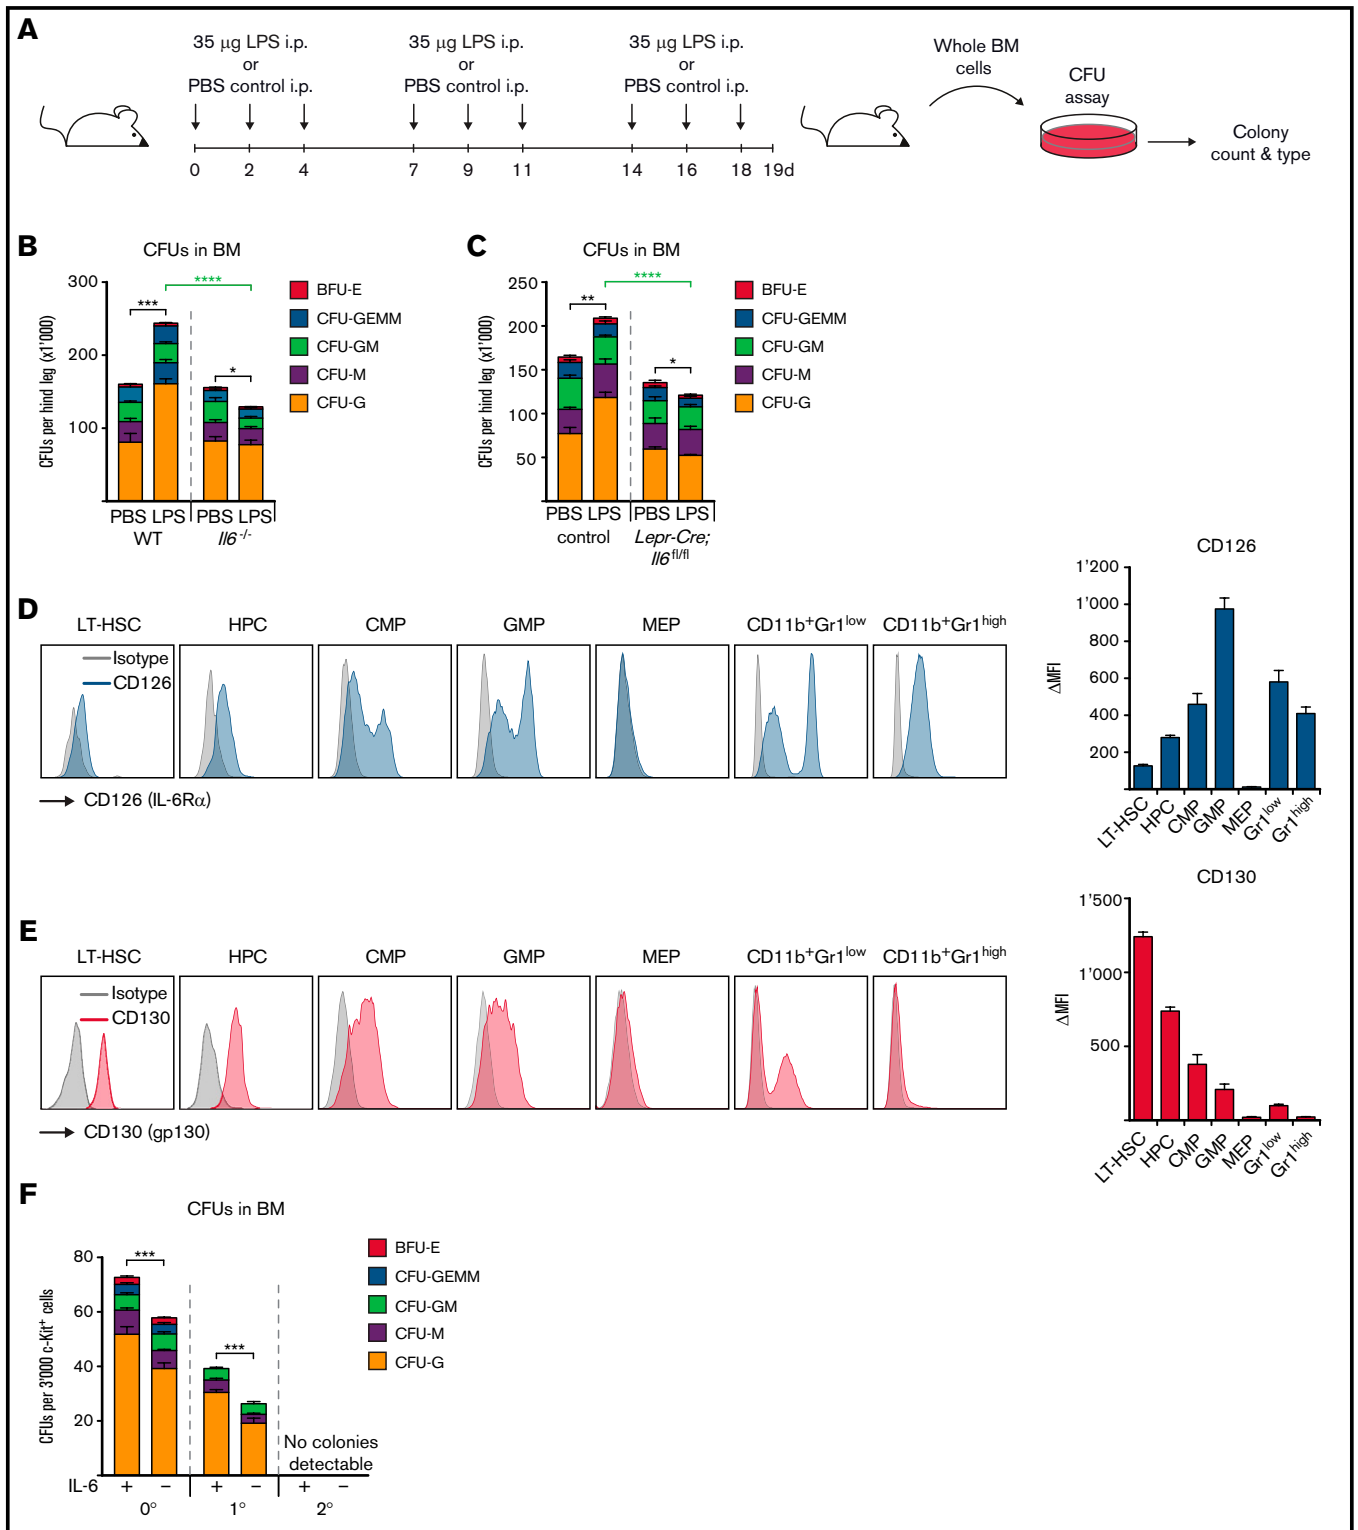 A
35 μg LPS i.p.
or
PBS control i.p.
35 μg LPS i.p.
or
PBS control i.p.
35 μg LPS i.p.
or
PBS control i.p.
Whole BM
cells
CFU
assay
Colony
count & type
0 2 4 7 9 11 14 16 18 19d
B
CFUs in BM
CFUs per hind leg (x1'000)
300
200
100
***
****
*
BFU-E
CFU-GEMM
CFU-GM
CFU-M
CFU-G
PBS LPS PBS LPS
WT Il6-/-
C
CFUs in BM
CFUs per hind leg (x1'000)
250
200
150
100
50
0
**
****
*
BFU-E
CFU-GEMM
CFU-GM
CFU-M
CFU-G
PBS LPS PBS LPS
control Lepr-Cre;
Il6fl/fl
D
LT-HSC HPC CMP GMP MEP CD11b+Gr1low CD11b+Gr1high
Isotype
CD126
CD126 (IL-6Rα)
CD126
ΔMFI
1'200
1'000
800
600
400
200
LT-HSC HPC CMP GMP MEP Gr1low Gr1high
E
LT-HSC HPC CMP GMP MEP CD11b+Gr1low CD11b+Gr1high
Isotype
CD130
CD130 (gp130)
CD130
ΔMFI
1'500
1'000
500
LT-HSC HPC CMP GMP MEP Gr1low Gr1high
F
CFUs in BM
CFUs per 3'000 c-Kit+ cells
80
60
40
20
***
***
No colonies
detectable
BFU-E
CFU-GEMM
CFU-GM
CFU-M
CFU-G
IL-6 + − + − + −
0° 1° 2°